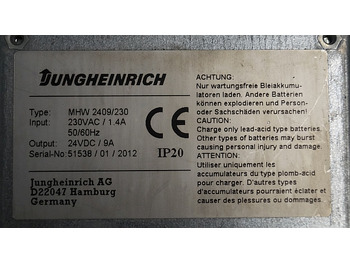 JUNGHEINRICH
Type: MHW 2409/230
Input: 230VAC / 1.4A
50/60Hz
Output: 24VDC / 9A
Serial-No: 51538 / 01 / 2012
CE
IP20
Jungheinrich AG
D22047 Hamburg
Germany
ACHTUNG:
Nur wartungsfreie Bleiakkumu-
latoren laden. Andere Batterien
können explodieren und Person-
oder Sachschäden verursachen!
CAUTION:
Charge only lead-acid type batteries.
Other type of batteries may burst
causing personal injury and damage.
ATTENTION:
Utiliser uniquement les
accumulateurs du type plomb-acid
pour charger. D'autres types
d'accumulateurs pourraient éclater et
causant des dommages ou blessures.